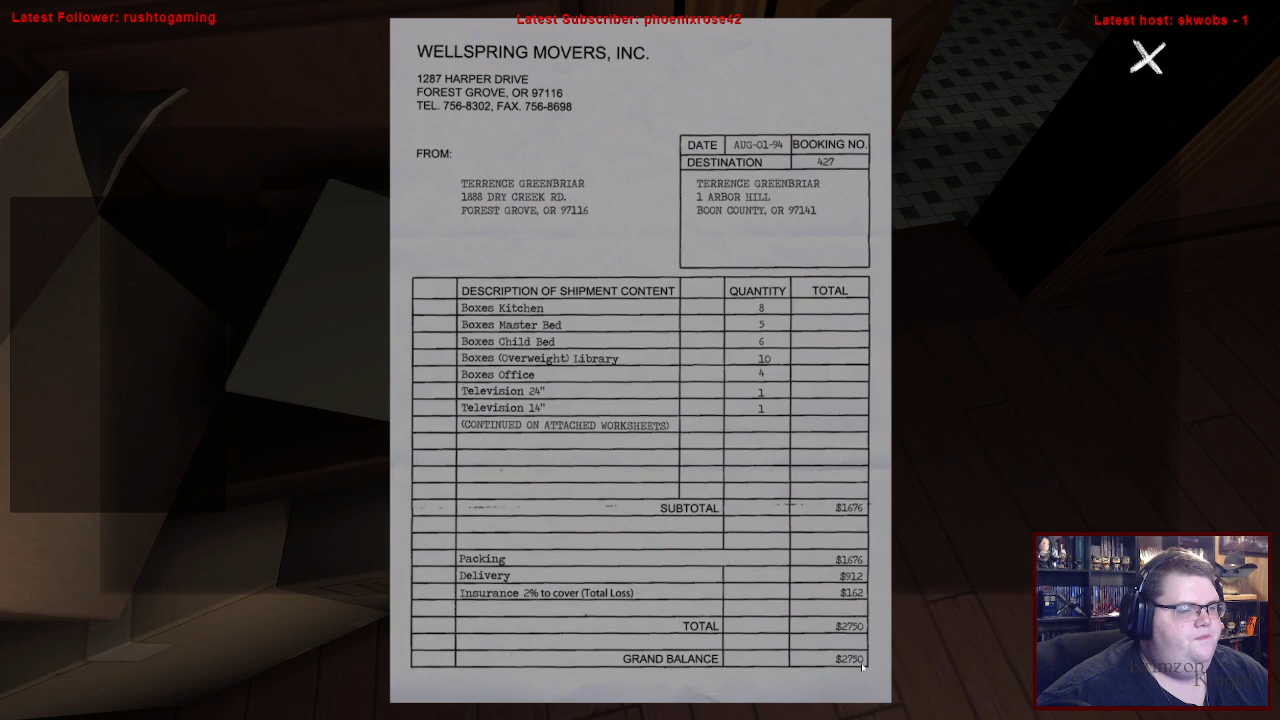 Latest Follower: rushtogaming
Latest Subscriber: phoenixrose42
Latest host: skwobs - 1
WELLSPRING MOVERS, INC.
1287 HARPER DRIVE
FOREST GROVE, OR 97116
TEL. 756-8302, FAX. 756-8698
DATE AUG-01-94 BOOKING NO.
DESTINATION 427
FROM:
TERRENCE GREENBRIAR
1888 DRY CREEK RD.
FOREST GROVE, OR 97116
TERRENCE GREENBRIAR
1 ARBOR HILL
BOON COUNTY, OR 97141
DESCRIPTION OF SHIPMENT CONTENT QUANTITY TOTAL
Boxes Kitchen 8
Boxes Master Bed 5
Boxes Child Bed 6
Boxes (Overweight) Library 10
Boxes Office 4
Television 24" 1
Television 14" 1
(CONTINUED ON ATTACHED WORKSHEETS)
SUBTOTAL $1676
Packing $1676
Delivery $912
Insurance 2% to cover (Total Loss) $162
TOTAL $2750
GRAND BALANCE $2750